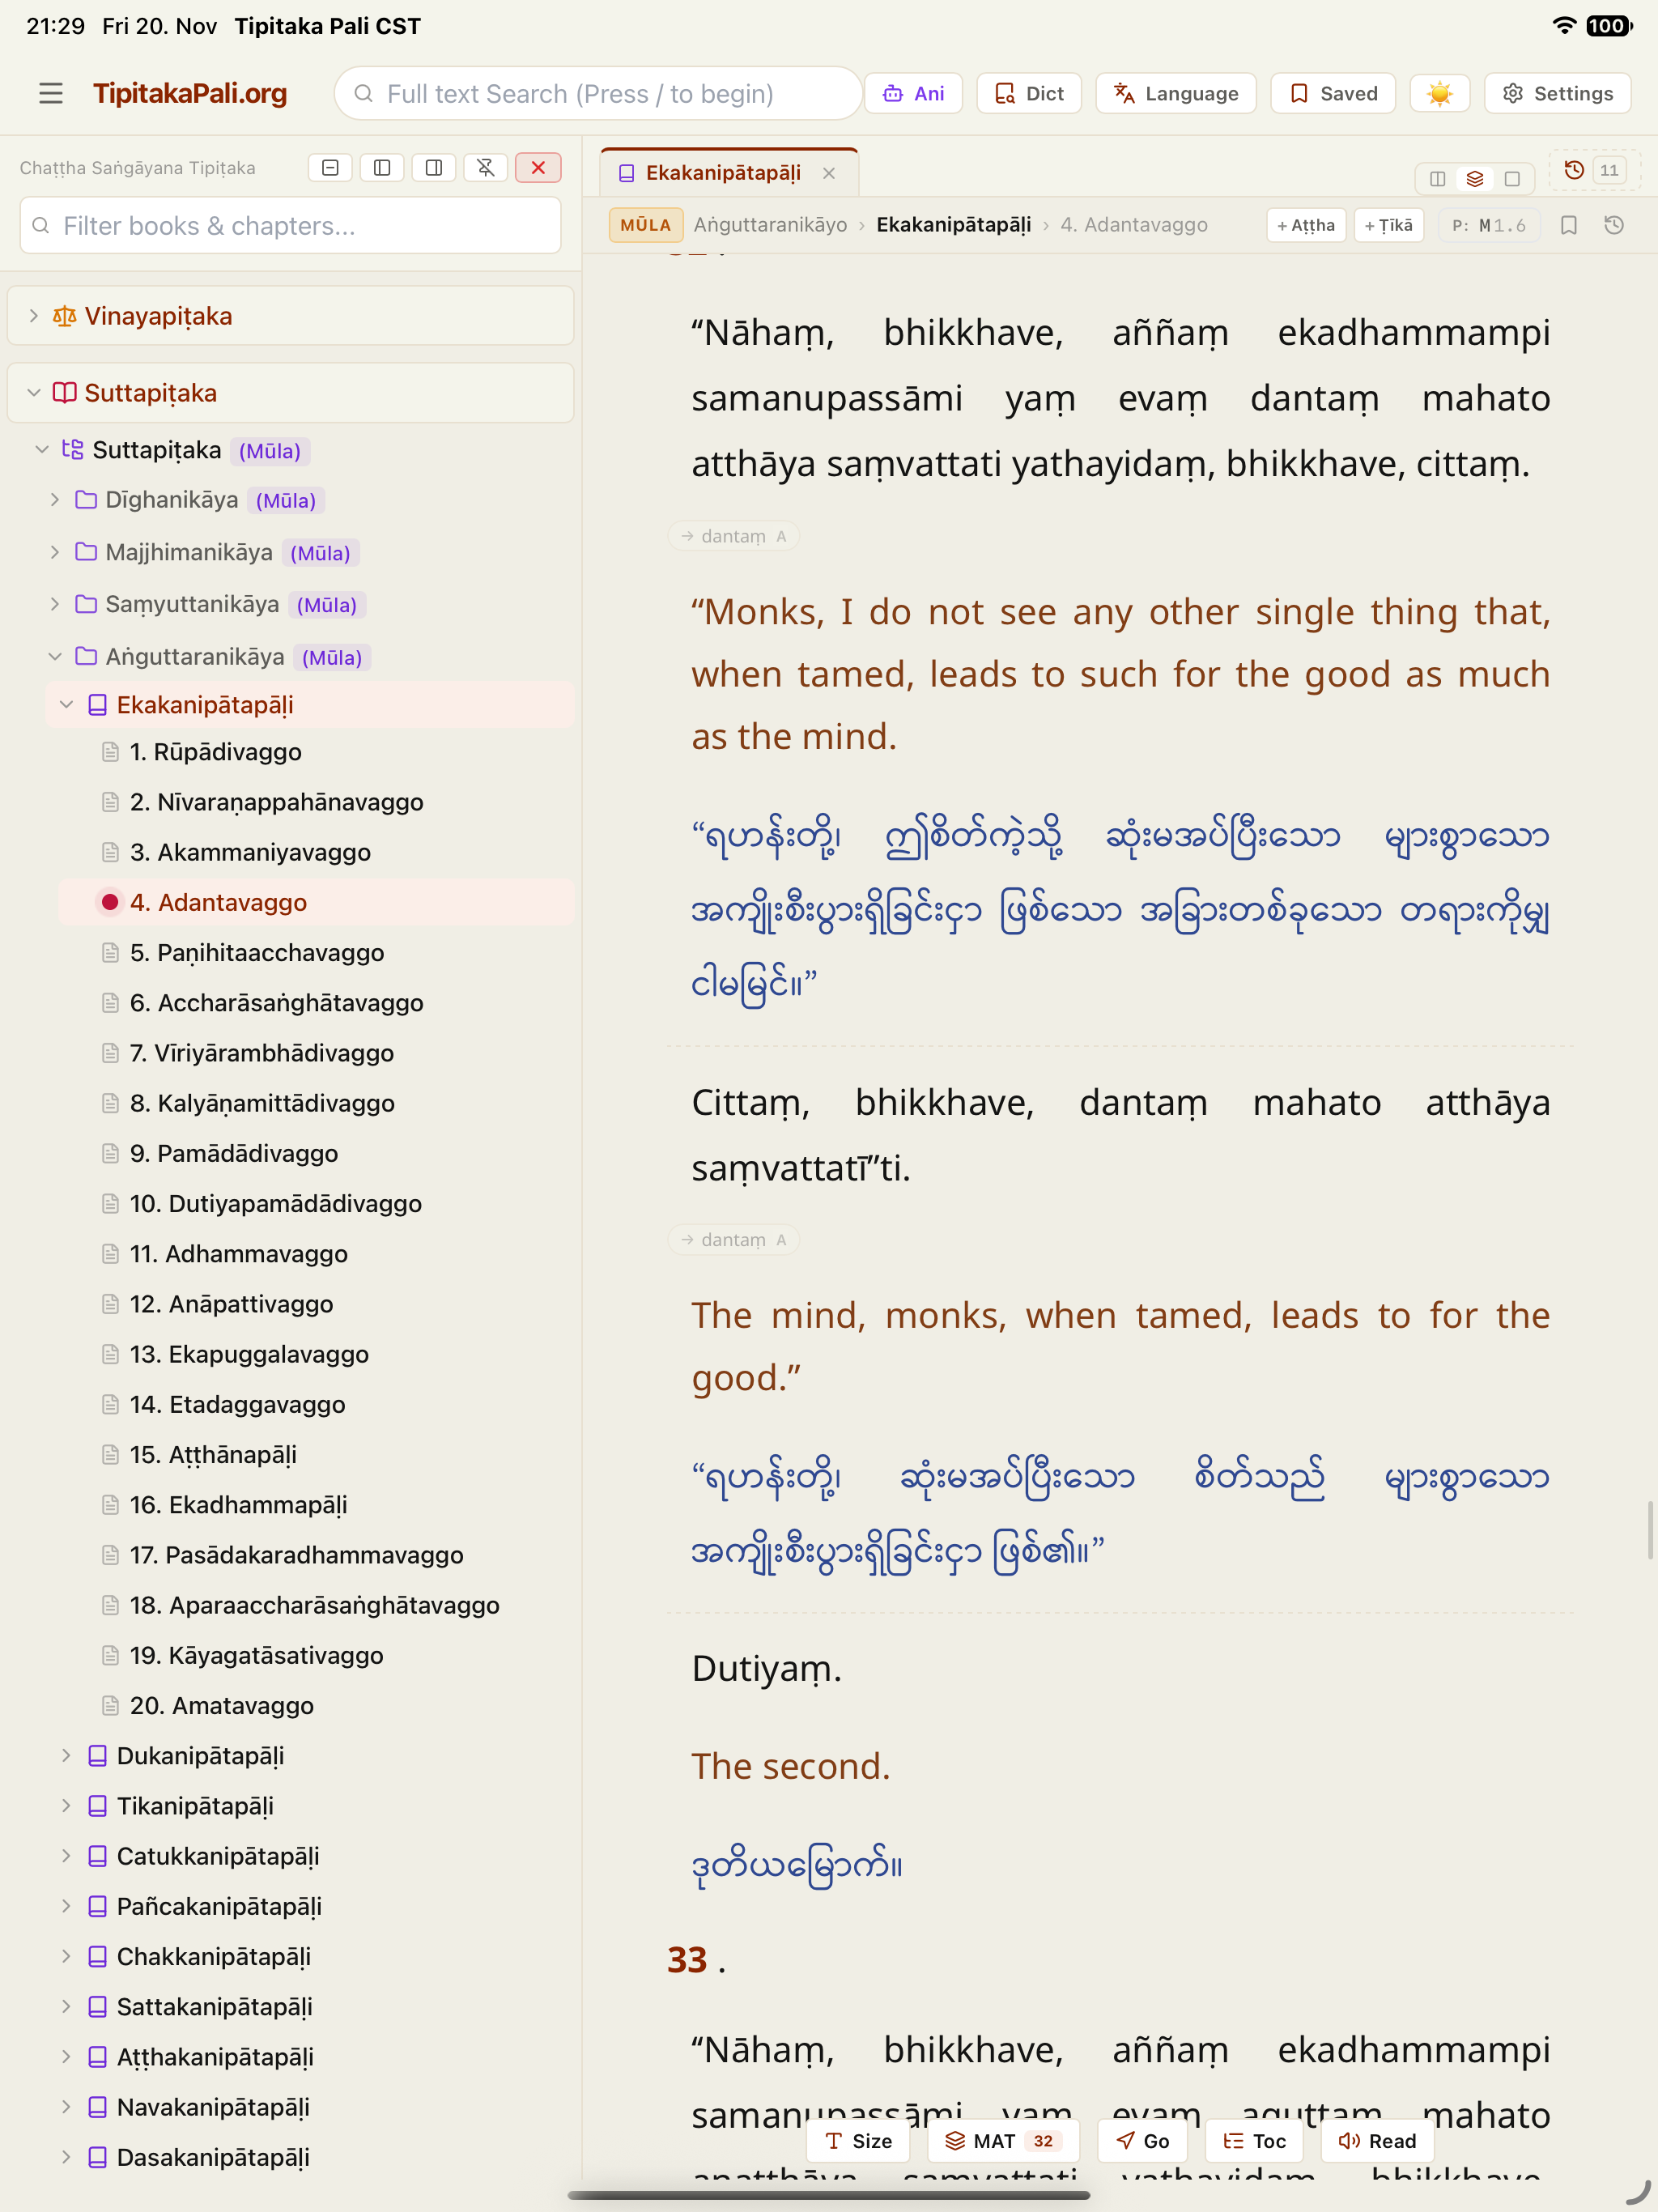 21:29 Fri 20. Nov Tipitaka Pali CST
100
TipitakaPali.org
Full text Search (Press / to begin)
Ani
Dict
Language
Saved
Settings
Chaṭṭha Saṅgāyana Tipiṭaka
Filter books & chapters...
Vinayapiṭaka
Suttapiṭaka
Suttapiṭaka (Mūla)
Dīghanikāya (Mūla)
Majjhimanikāya (Mūla)
Saṃyuttanikāya (Mūla)
Aṅguttaranikāya (Mūla)
Ekakanipātapāḷi
1. Rūpādivaggo
2. Nīvaraṇappahānavaggo
3. Akammaniyavaggo
4. Adantavaggo
5. Paṇihitaacchavaggo
6. Accharāsaṅghātavaggo
7. Vīriyārambhādivaggo
8. Kalyāṇamittādivaggo
9. Pamādādivaggo
10. Dutiyapamādādivaggo
11. Adhammavaggo
12. Anāpattivaggo
13. Ekapuggalavaggo
14. Etadaggavaggo
15. Aṭṭhānapāḷi
16. Ekadhammapāḷi
17. Pasādakaradhammavaggo
18. Aparaaccharāsaṅghātavaggo
19. Kāyagatāsativaggo
20. Amatavaggo
Dukanipātapāḷi
Tikanipātapāḷi
Catukkanipātapāḷi
Pañcakanipātapāḷi
Chakkanipātapāḷi
Sattakanipātapāḷi
Aṭṭhakanipātapāḷi
Navakanipātapāḷi
Dasakanipātapāḷi
Ekakanipātapāḷi
11
MŪLA Aṅguttaranikāyo › Ekakanipātapāḷi › 4. Adantavaggo
+ Aṭṭha
+ Ṭīkā
P: M1.6
“Nāhaṃ, bhikkhave, aññaṃ ekadhammampi
samanupassāmi yaṃ evaṃ dantaṃ mahato
atthāya saṃvattati yathayidaṃ, bhikkhave, cittaṃ.
→ dantaṃ A
“Monks, I do not see any other single thing that,
when tamed, leads to such for the good as much
as the mind.
“ရဟန်းတို့၊ ဤစိတ်ကဲ့သို့ ဆုံးမအပ်ပြီးသော များစွာသော
အကျိုးစီးပွားရှိခြင်းငှာ ဖြစ်သော အခြားတစ်ခုသော တရားကိုမျှ
ငါမမြင်။”
Cittaṃ, bhikkhave, dantaṃ mahato atthāya
saṃvattatī”ti.
→ dantaṃ A
The mind, monks, when tamed, leads to for the
good.”
“ရဟန်းတို့၊ ဆုံးမအပ်ပြီးသော စိတ်သည် များစွာသော
အကျိုးစီးပွားရှိခြင်းငှာ ဖြစ်၏။”
Dutiyaṃ.
The second.
ဒုတိယမြောက်။
33 .
“Nāhaṃ, bhikkhave, aññaṃ ekadhammampi
samanupassāmi yaṃ evaṃ aguttaṃ mahato
anatthāya saṃvattati yathayidaṃ, bhikkhave,
Size
MAT 32
Go
Toc
Read